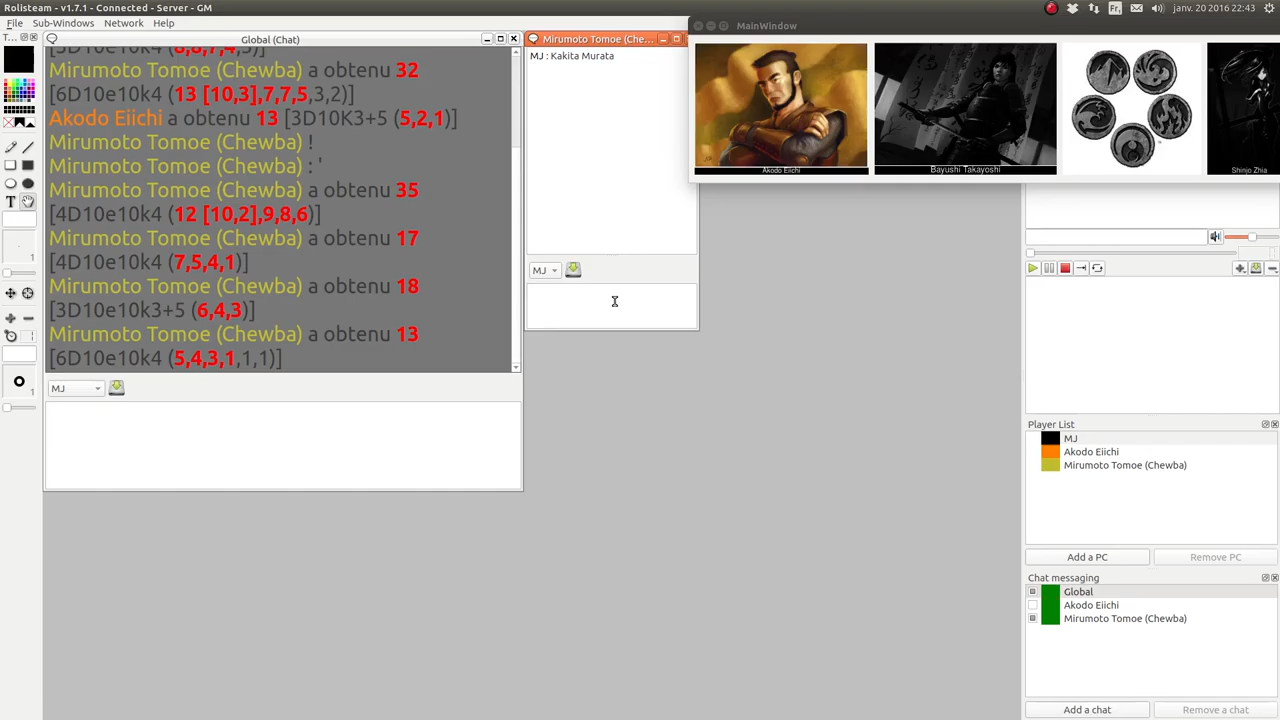 Rolisteam - v1.7.1 - Connected - Server - GM
Fr
janv. 20 2016 22:43
File Sub-Windows Network Help
T...
Global (Chat)
Mirumoto Tomoe (Che...
MainWindow
Mirumoto Tomoe (Chewba) a obtenu 32
[6D10e10k4 (13 [10,3],7,7,5,3,2)]
Akodo Eiichi a obtenu 13 [3D10K3+5 (5,2,1)]
Mirumoto Tomoe (Chewba) !
Mirumoto Tomoe (Chewba) : '
Mirumoto Tomoe (Chewba) a obtenu 35
[4D10e10k4 (12 [10,2],9,8,6)]
Mirumoto Tomoe (Chewba) a obtenu 17
[4D10e10k4 (7,5,4,1)]
Mirumoto Tomoe (Chewba) a obtenu 18
[3D10e10k3+5 (6,4,3)]
Mirumoto Tomoe (Chewba) a obtenu 13
[6D10e10k4 (5,4,3,1,1,1)]
MJ
MJ : Kakita Murata
MJ
Akodo Eiichi
Bayushi Takayoshi
Shinjo Zhia
T
1
1
Player List
MJ
Akodo Eiichi
Mirumoto Tomoe (Chewba)
Add a PC
Remove PC
Chat messaging
Global
Akodo Eiichi
Mirumoto Tomoe (Chewba)
Add a chat
Remove a chat